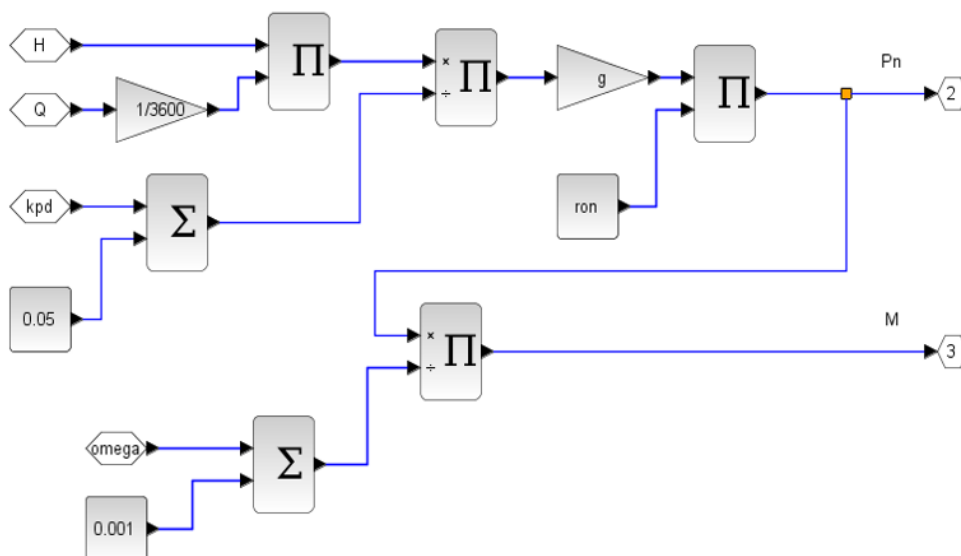 H
Π
× ÷ Π
g
Π
Pn
2
Q
1/3600
kpd
Σ
ron
0.05
× ÷ Π
M
3
omega
Σ
0.001